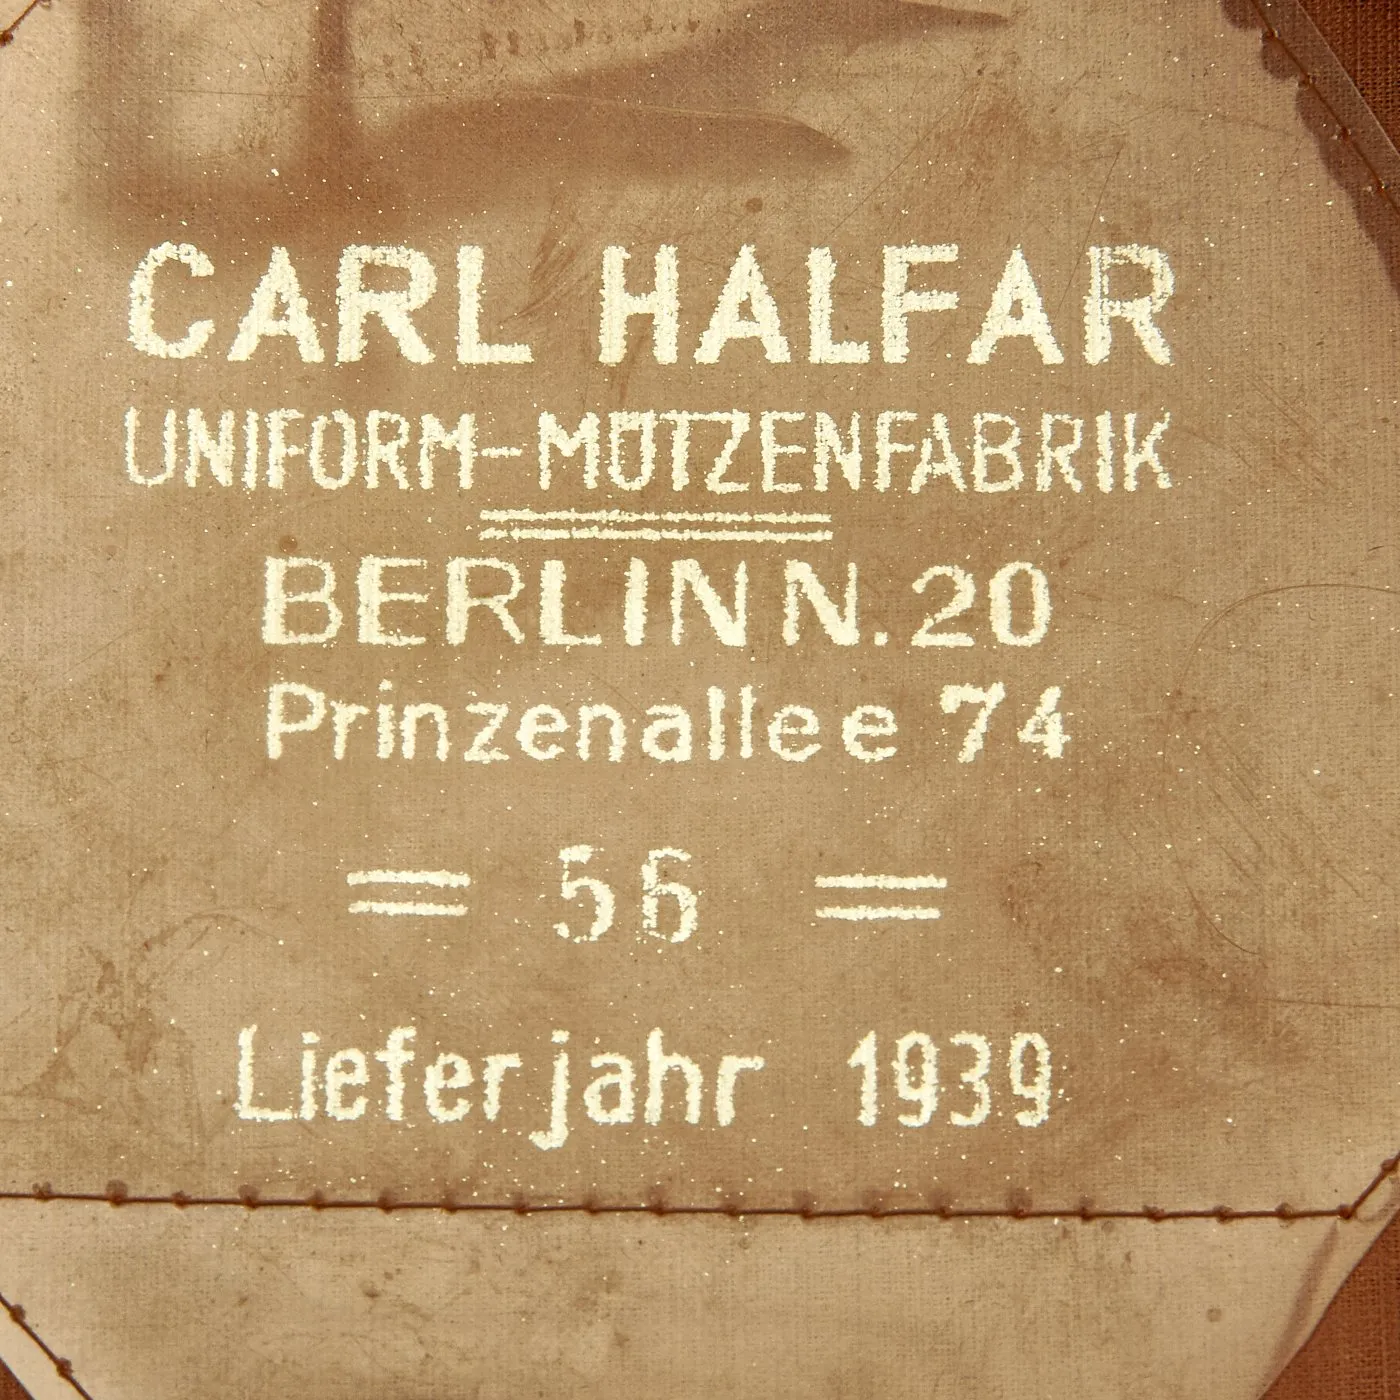 CARL HALFAR
UNIFORM-MÜTZENFABRIK
BERLIN N. 20
Prinzenallee 74
= 56 =
Lieferjahr 1939